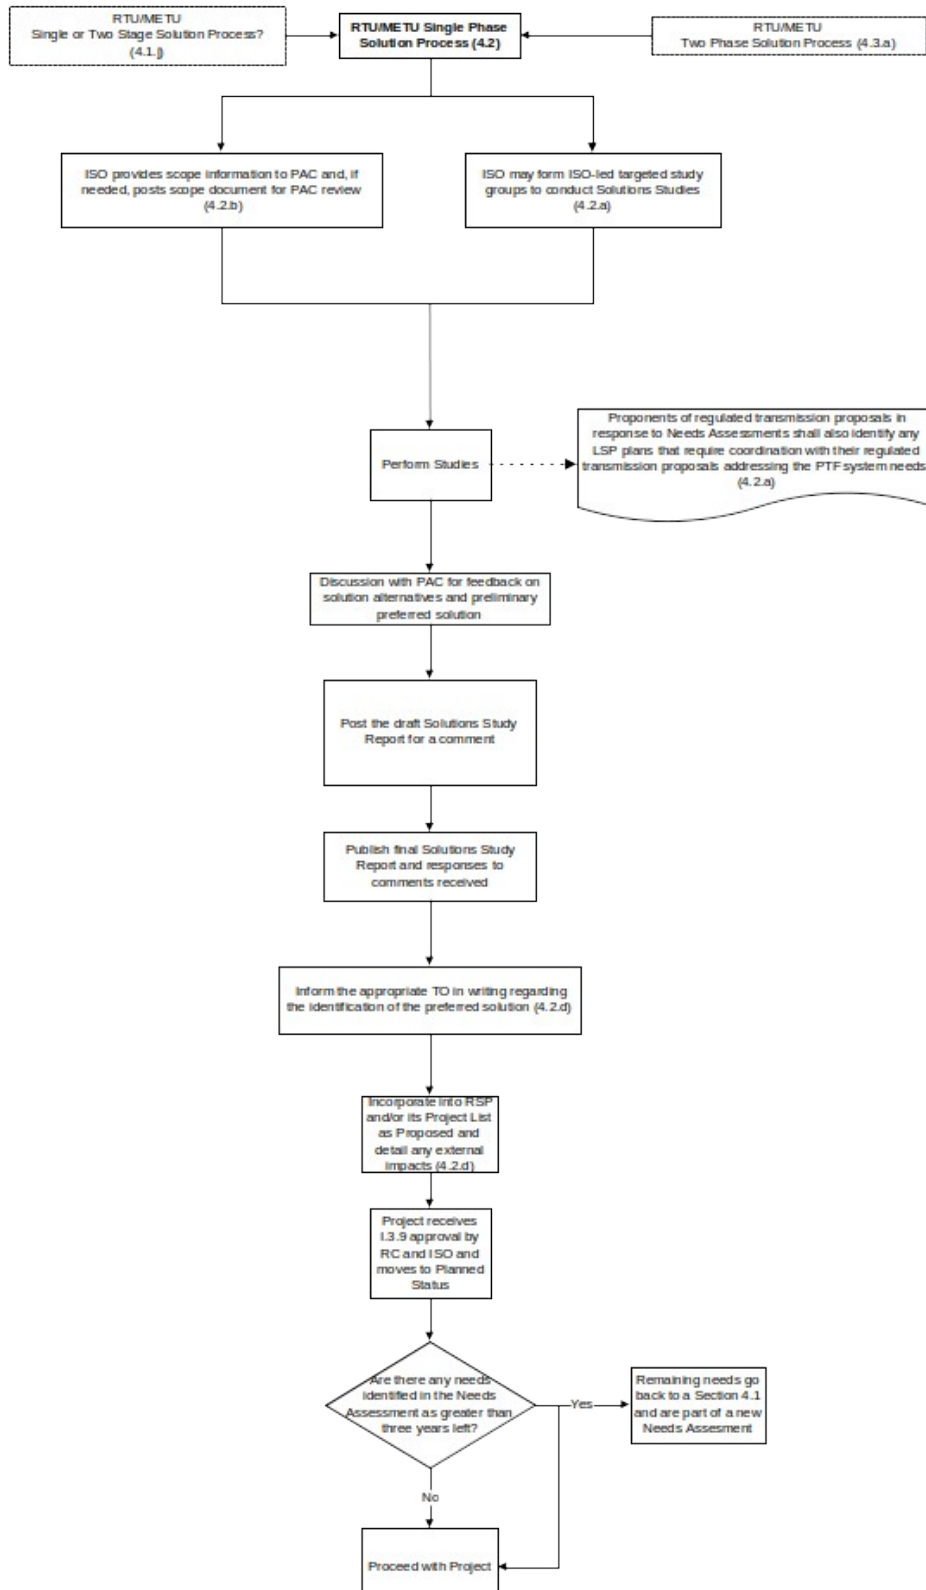 RTU/METU
Single or Two Stage Solution Process?
(4.1.j)
RTU/METU Single Phase
Solution Process (4.2)
RTU/METU
Two Phase Solution Process (4.3.a)
ISO provides scope information to PAC and, if
needed, posts scope document for PAC review
(4.2.b)
ISO may form ISO-led targeted study
groups to conduct Solutions Studies
(4.2.a)
Perform Studies
Proponents of regulated transmission proposals in
response to Needs Assessments shall also identify any
LSP plans that require coordination with their regulated
transmission proposals addressing the PTF system needs
(4.2.a)
Discussion with PAC for feedback on
solution alternatives and preliminary
preferred solution
Post the draft Solutions Study
Report for a comment
Publish final Solutions Study
Report and responses to
comments received
Inform the appropriate TO in writing regarding
the identification of the preferred solution (4.2.d)
Incorporate into RSP
and/or its Project List
as Proposed and
detail any external
impacts (4.2.d)
Project receives
I.3.9 approval by
RC and ISO and
moves to Planned
Status
Are there any needs
identified in the Needs
Assessment as greater than
three years left?
Yes
Remaining needs go
back to a Section 4.1
and are part of a new
Needs Assesment
No
Proceed with Project